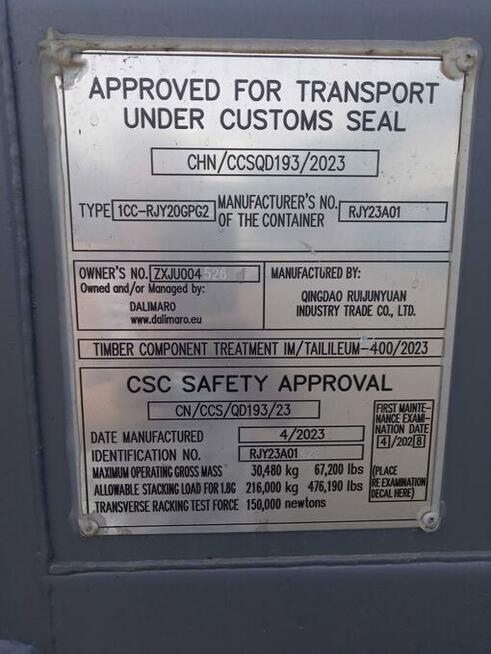 APPROVED FOR TRANSPORT
UNDER CUSTOMS SEAL
CHN/CCSQD193/2023
TYPE 1CC-RJY20GPG2 MANUFACTURER'S NO. OF THE CONTAINER RJY23A01
OWNER'S NO. ZXJU004526
Owned and/or Managed by:
DALIMARO
www.dalimaro.eu
MANUFACTURED BY:
QINGDAO RUIJUNYUAN
INDUSTRY TRADE CO., LTD.
TIMBER COMPONENT TREATMENT IM/TAILILEUM-400/2023
CSC SAFETY APPROVAL
CN/CCS/QD193/23
DATE MANUFACTURED 4/2023
IDENTIFICATION NO. RJY23A01
MAXIMUM OPERATING GROSS MASS 30,480 kg 67,200 lbs
ALLOWABLE STACKING LOAD FOR 1.8G 216,000 kg 476,190 lbs
TRANSVERSE RACKING TEST FORCE 150,000 newtons
FIRST MAINTE-
NANCE EXAMI-
NATION DATE
4/2028
(PLACE
RE EXAMINATION
DECAL HERE)